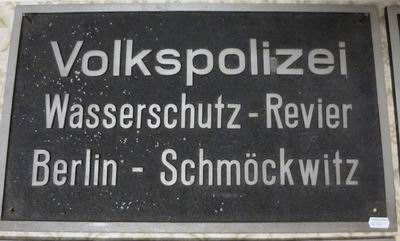 Volkspolizei
Wasserschutz - Revier
Berlin - Schmöckwitz